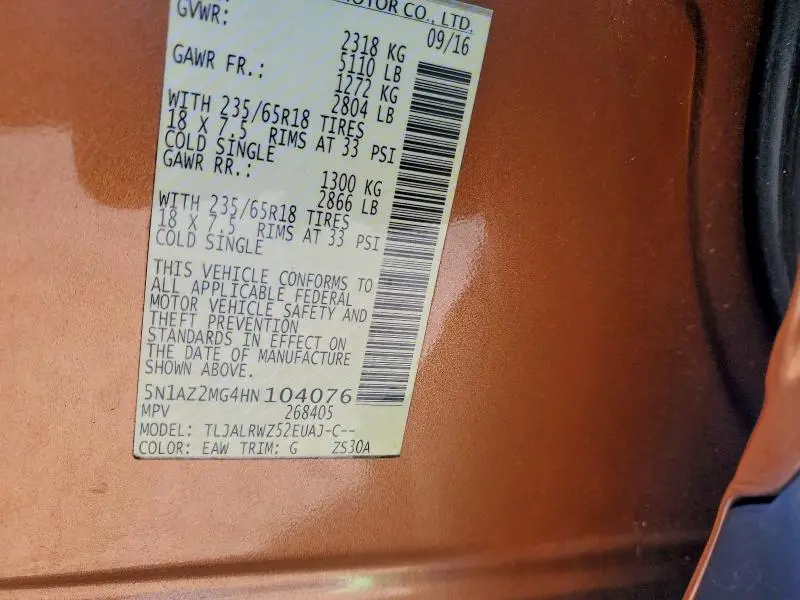 MOTOR CO., LTD.
GVWR: 09/16
2318 KG
5110 LB
GAWR FR.: 1272 KG
2804 LB
WITH 235/65R18 TIRES
18 X 7.5 RIMS AT 33 PSI
COLD SINGLE
GAWR RR.: 1300 KG
2866 LB
WITH 235/65R18 TIRES
18 X 7.5 RIMS AT 33 PSI
COLD SINGLE
THIS VEHICLE CONFORMS TO
ALL APPLICABLE FEDERAL
MOTOR VEHICLE SAFETY AND
THEFT PREVENTION
STANDARDS IN EFFECT ON
THE DATE OF MANUFACTURE
SHOWN ABOVE.
5N1AZ2MG4HN104076
MPV 268405
MODEL: TLJALRWZ52EUAJ-C--
COLOR: EAW TRIM: G ZS30A